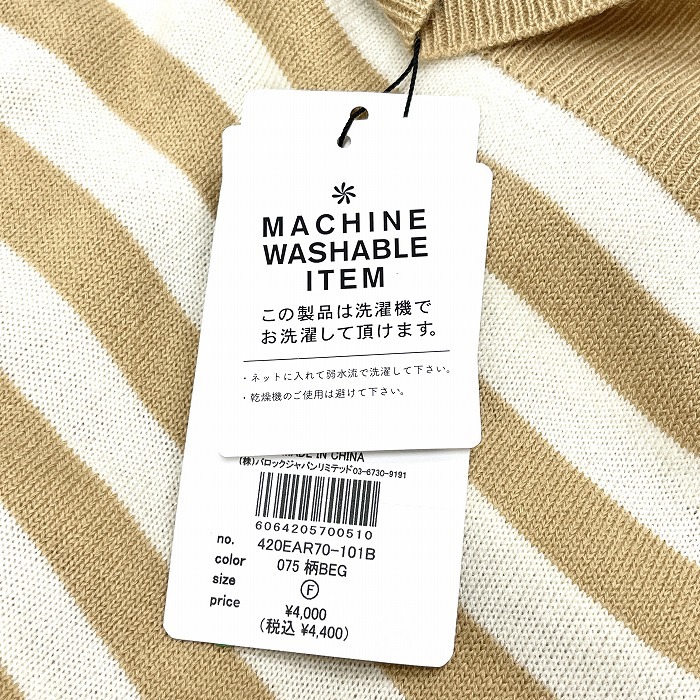 MACHINE
WASHABLE
ITEM
この製品は洗濯機で
お洗濯して頂けます。
・ネットに入れて弱水流で洗濯して下さい。
・乾燥機のご使用は避けて下さい。
MADE IN CHINA
(株)バロックジャパンリミテッド03-6730-9191
6064205700510
no. 420EAR70-101B
color 075 柄BEG
size F
price ¥4,000
(税込 ¥4,400)